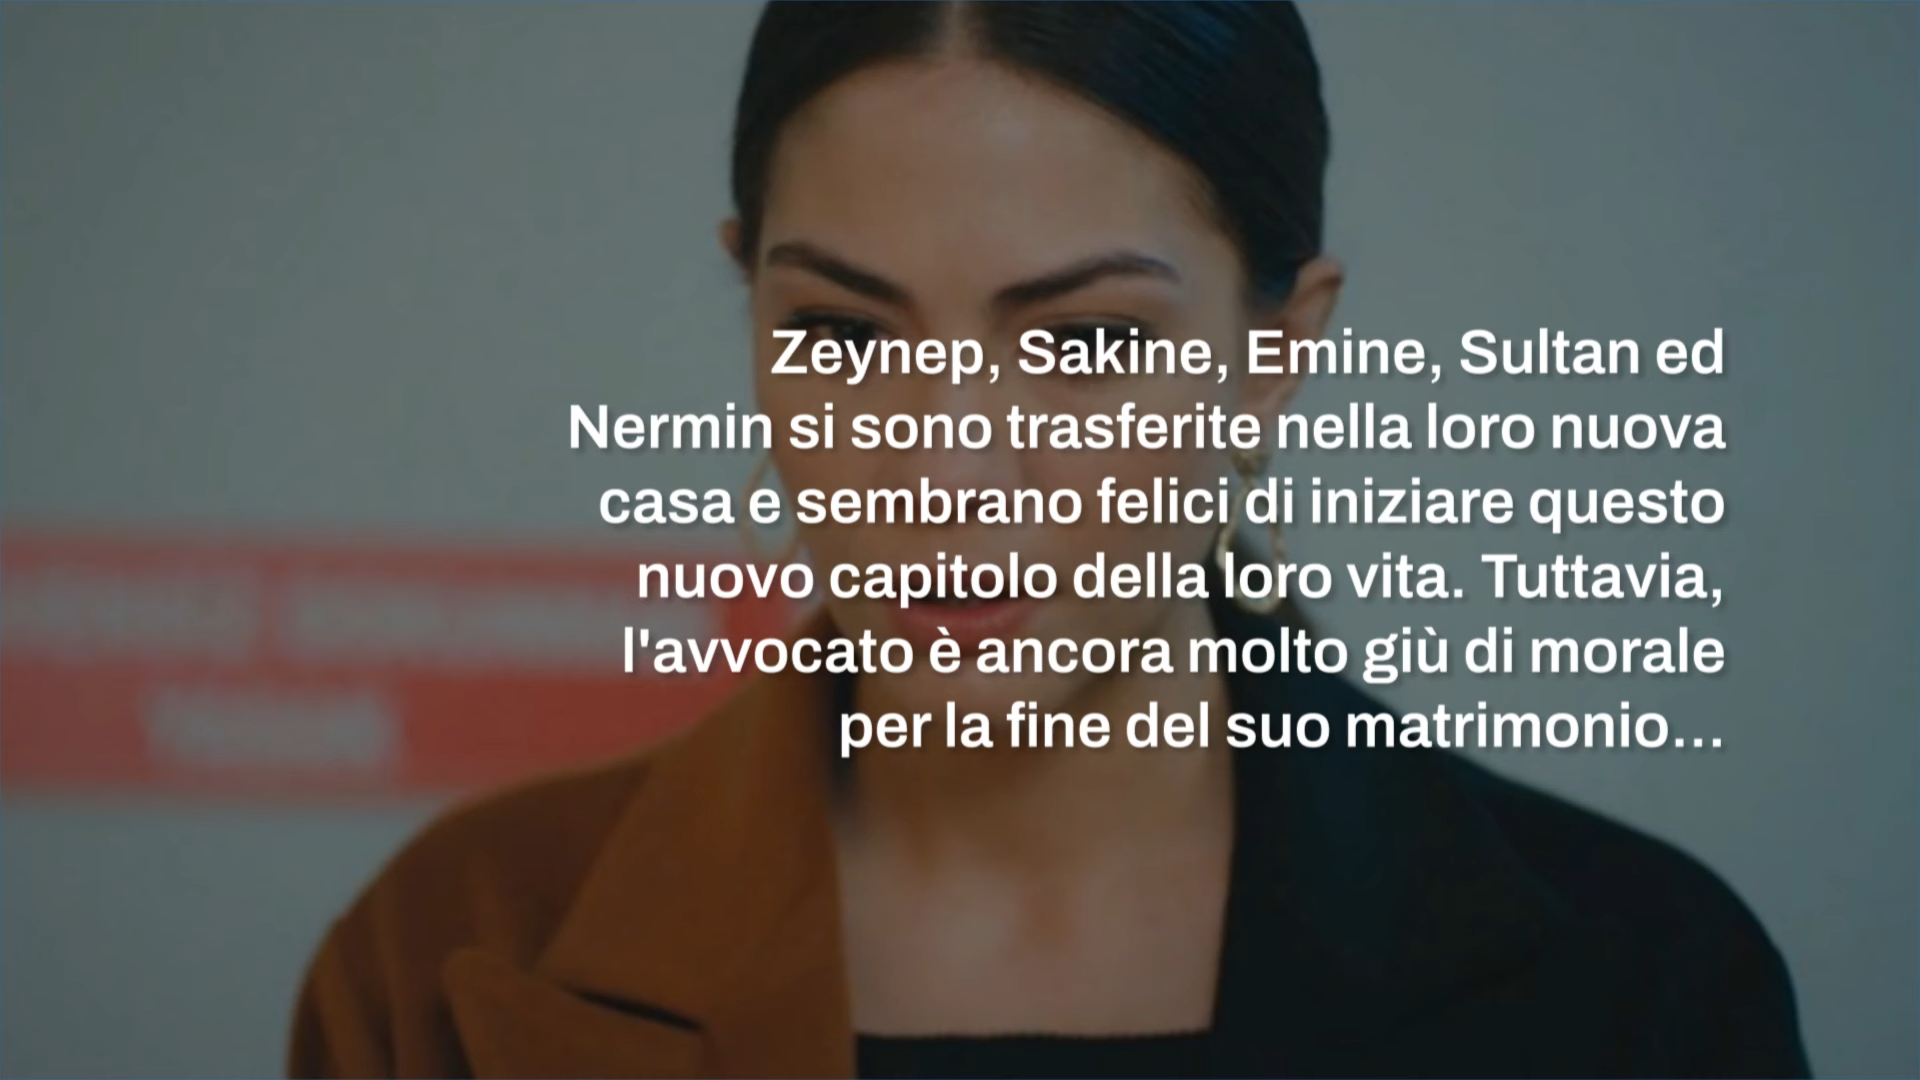 Zeynep, Sakine, Emine, Sultan ed
Nermin si sono trasferite nella loro nuova
casa e sembrano felici di iniziare questo
nuovo capitolo della loro vita. Tuttavia,
l'avvocato è ancora molto giù di morale
per la fine del suo matrimonio...